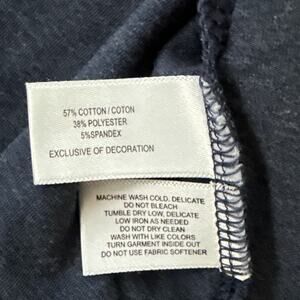 57% COTTON / COTON
38% POLYESTER
5%SPANDEX
EXCLUSIVE OF DECORATION
MACHINE WASH COLD, DELICATE
DO NOT BLEACH
TUMBLE DRY LOW, DELICATE
LOW IRON AS NEEDED
DO NOT DRY CLEAN
WASH WITH LIKE COLORS
TURN GARMENT INSIDE OUT
DO NOT USE FABRIC SOFTENER